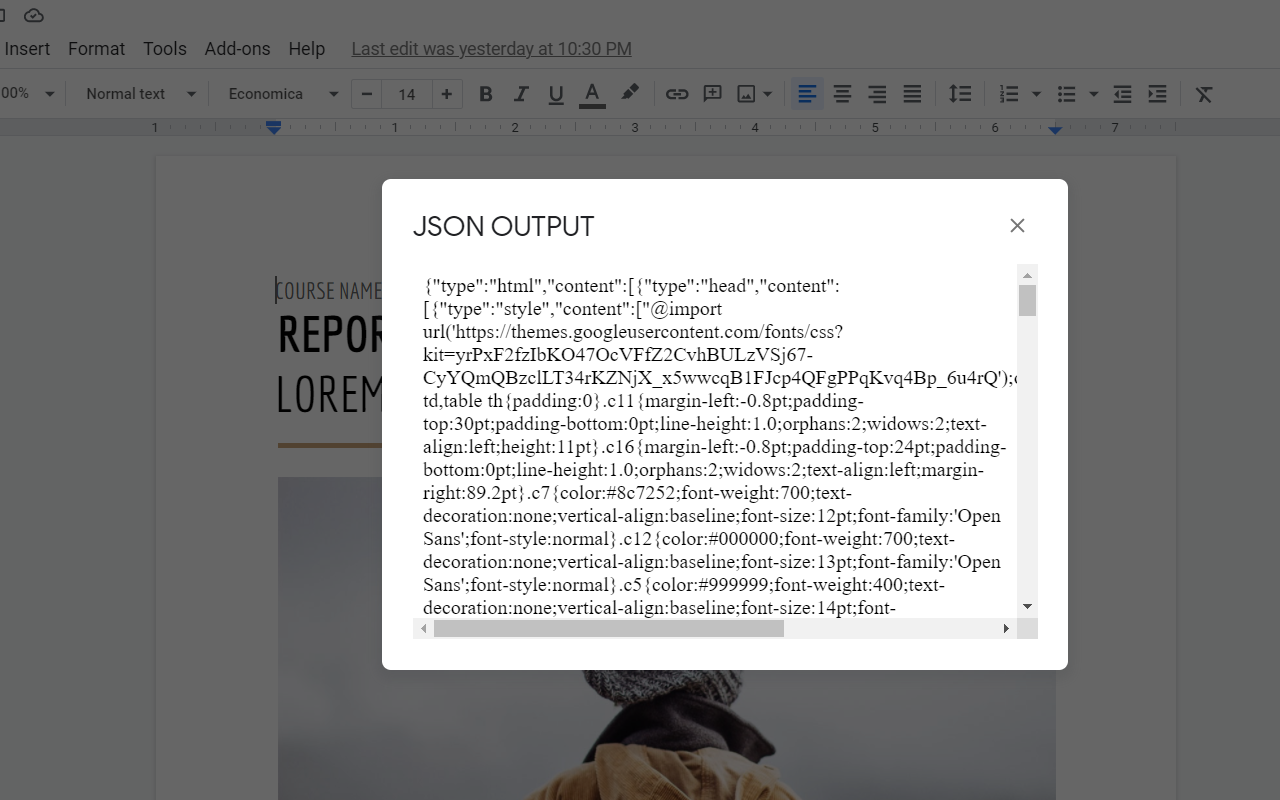 Insert Format Tools Add-ons Help Last edit was yesterday at 10:30 PM
00% Normal text Economica 14 B I U A
1 1 2 3 4 5 6 7
JSON OUTPUT
COURSE NAME
REPOR
LOREM
{"type":"html","content":[{"type":"head","content":
[{"type":"style","content":["@import
url('https://themes.googleusercontent.com/fonts/css?
kit=yrPxF2fzIbKO47OcVFfZ2CvhBULzVSj67-
CyYQmQBzclLT34rKZNjX_x5wwcqB1FJcp4QFgPPqKvq4Bp_6u4rQ');
td,table th{padding:0}.c11{margin-left:-0.8pt;padding-
top:30pt;padding-bottom:0pt;line-height:1.0;orphans:2;widows:2;text-
align:left;height:11pt}.c16{margin-left:-0.8pt;padding-top:24pt;padding-
bottom:0pt;line-height:1.0;orphans:2;widows:2;text-align:left;margin-
right:89.2pt}.c7{color:#8c7252;font-weight:700;text-
decoration:none;vertical-align:baseline;font-size:12pt;font-family:'Open
Sans';font-style:normal}.c12{color:#000000;font-weight:700;text-
decoration:none;vertical-align:baseline;font-size:13pt;font-family:'Open
Sans';font-style:normal}.c5{color:#999999;font-weight:400;text-
decoration:none;vertical-align:baseline;font-size:14pt;font-